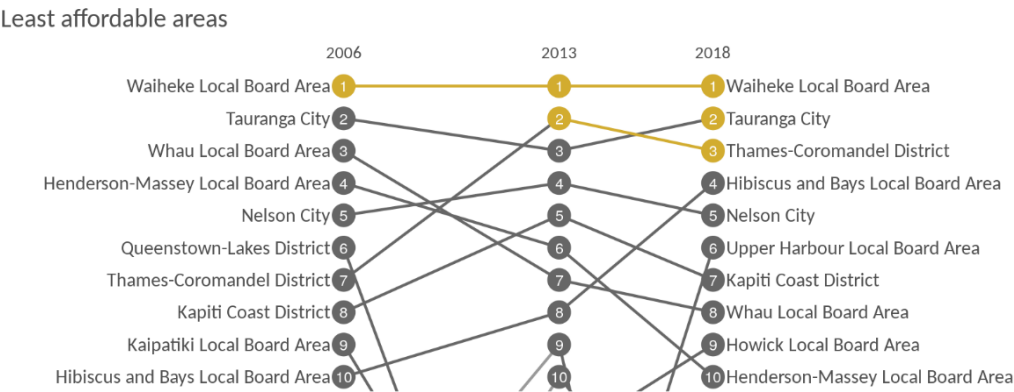 Least affordable areas
2006 2013 2018
Waiheke Local Board Area 1 1 1 Waiheke Local Board Area
Tauranga City 2 2 2 Tauranga City
Whau Local Board Area 3 3 3 Thames-Coromandel District
Henderson-Massey Local Board Area 4 4 4 Hibiscus and Bays Local Board Area
Nelson City 5 5 5 Nelson City
Queenstown-Lakes District 6 6 6 Upper Harbour Local Board Area
Thames-Coromandel District 7 7 7 Kapiti Coast District
Kapiti Coast District 8 8 8 Whau Local Board Area
Kaipatiki Local Board Area 9 9 9 Howick Local Board Area
Hibiscus and Bays Local Board Area 10 10 10 Henderson-Massey Local Board Area